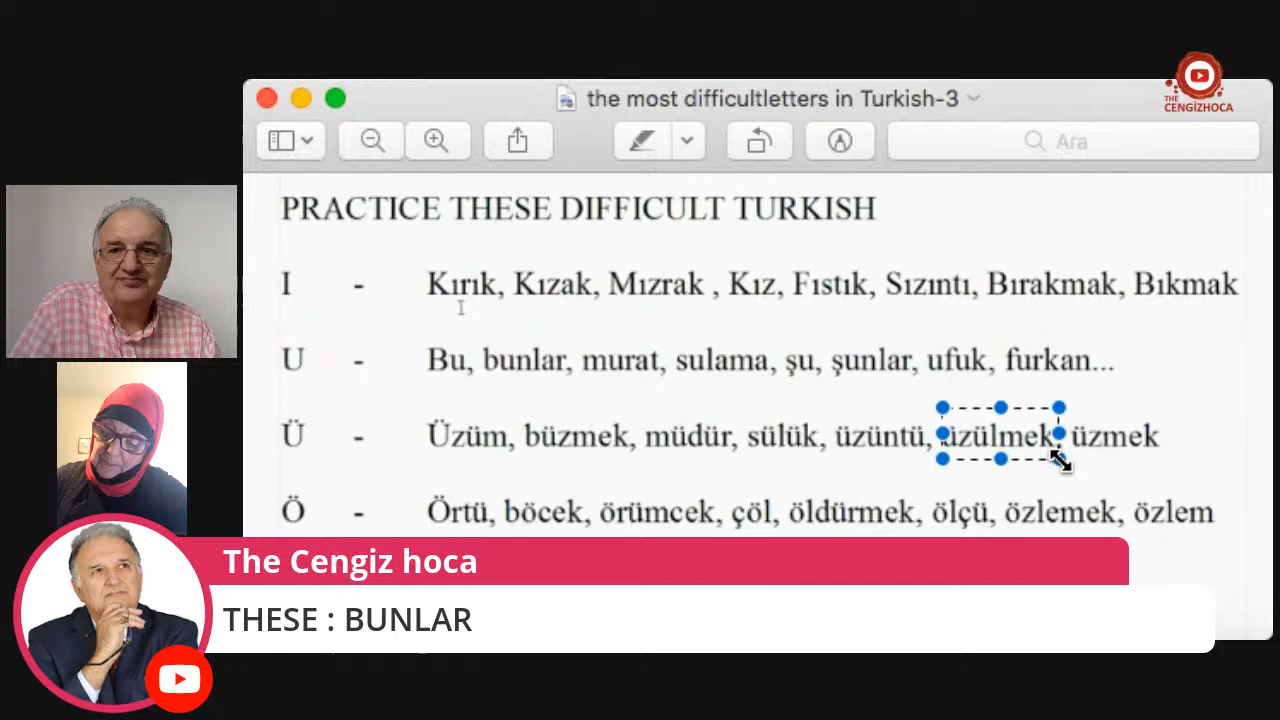 THE
CENGİZHOCA
the most difficultletters in Turkish-3
Ara
PRACTICE THESE DIFFICULT TURKISH
I - Kırık, Kızak, Mızrak , Kız, Fıstık, Sızıntı, Bırakmak, Bıkmak
U - Bu, bunlar, murat, sulama, şu, şunlar, ufuk, furkan...
Ü - Üzüm, büzmek, müdür, sülük, üzüntü, üzülmek, üzmek
Ö - Örtü, böcek, örümcek, çöl, öldürmek, ölçü, özlemek, özlem
The Cengiz hoca
THESE : BUNLAR